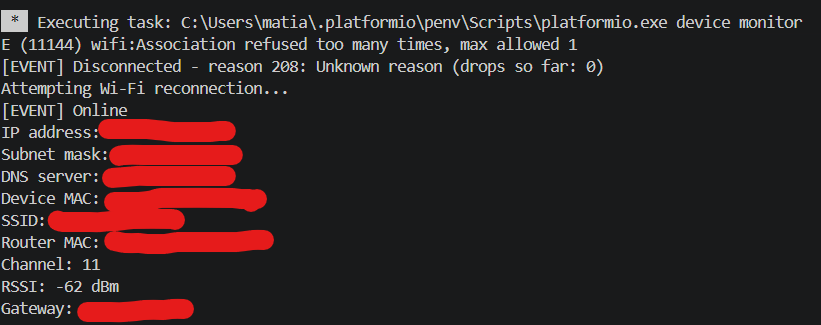 * Executing task: C:\Users\matia\.platformio\penv\Scripts\platformio.exe device monitor
E (11144) wifi:Association refused too many times, max allowed 1
[EVENT] Disconnected - reason 208: Unknown reason (drops so far: 0)
Attempting Wi-Fi reconnection...
[EVENT] Online
IP address:
Subnet mask:
DNS server:
Device MAC:
SSID:
Router MAC:
Channel: 11
RSSI: -62 dBm
Gateway: